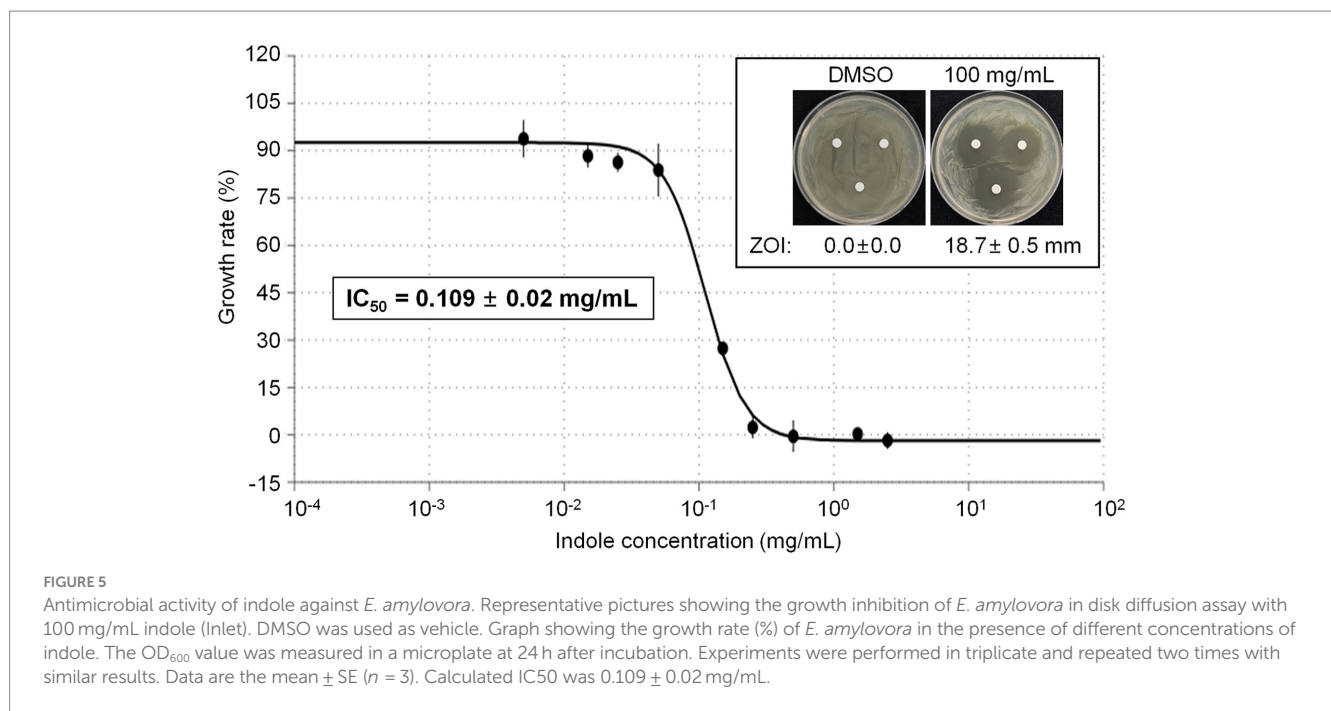 120
105
90
75
60
45
30
15
0
-15
Growth rate (%)
DMSO 100 mg/mL
ZOI: 0.0±0.0 18.7± 0.5 mm
IC50 = 0.109 ± 0.02 mg/mL
10-4 10-3 10-2 10-1 100 101 102
Indole concentration (mg/mL)
FIGURE 5
Antimicrobial activity of indole against E. amylovora. Representative pictures showing the growth inhibition of E. amylovora in disk diffusion assay with
100 mg/mL indole (Inlet). DMSO was used as vehicle. Graph showing the growth rate (%) of E. amylovora in the presence of different concentrations of
indole. The OD600 value was measured in a microplate at 24 h after incubation. Experiments were performed in triplicate and repeated two times with
similar results. Data are the mean ± SE (n = 3). Calculated IC50 was 0.109 ± 0.02 mg/mL.